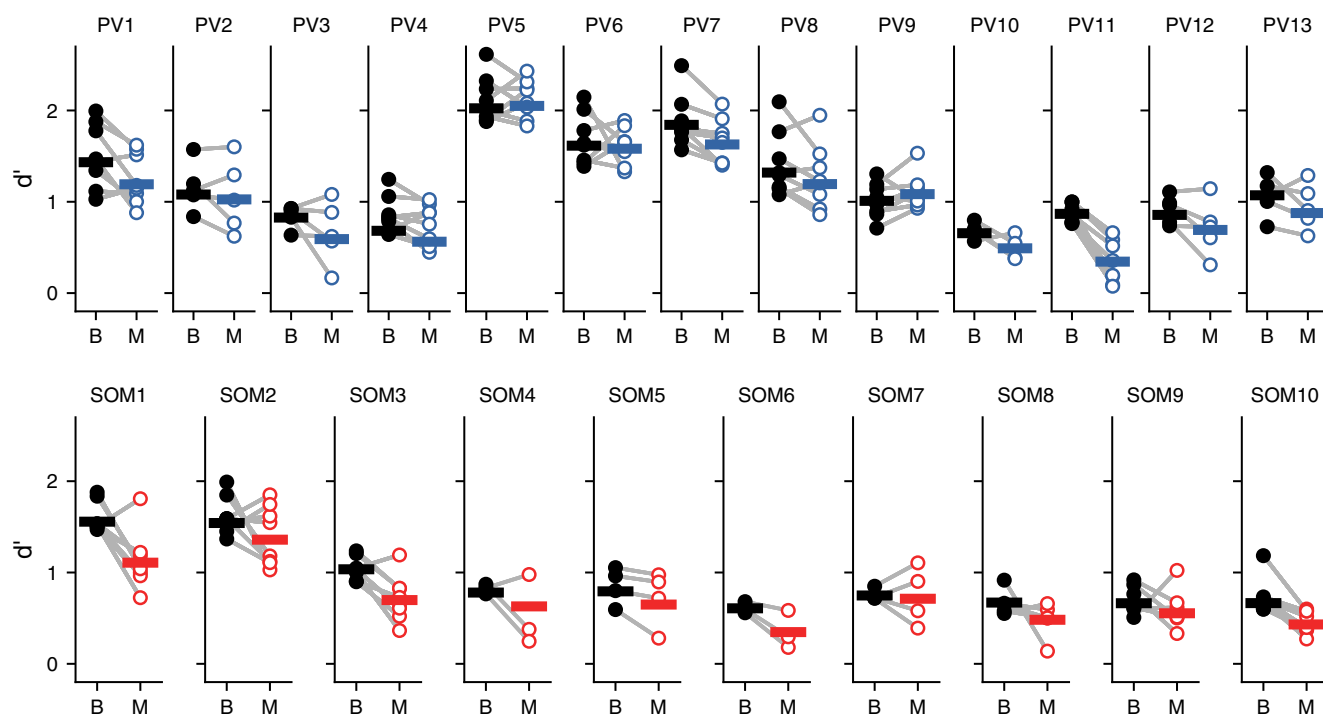 PV1 PV2 PV3 PV4 PV5 PV6 PV7 PV8 PV9 PV10 PV11 PV12 PV13
2
1
0
d'
B M B M B M B M B M B M B M B M B M B M B M B M B M
SOM1 SOM2 SOM3 SOM4 SOM5 SOM6 SOM7 SOM8 SOM9 SOM10
2
1
0
d'
B M B M B M B M B M B M B M B M B M B M